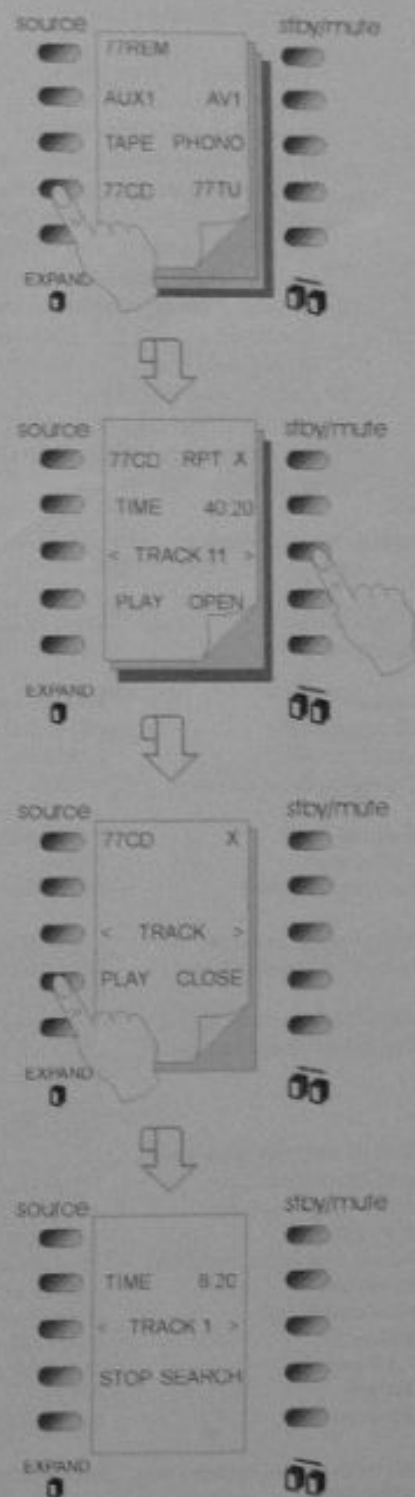 source stby/mute
77REM
AUX1 AV1
TAPE PHONO
77CD 77TU
EXPAND
source stby/mute
77CD RPT X
TIME 40:20
< TRACK 11 >
PLAY OPEN
EXPAND
source stby/mute
77CD X
< TRACK >
PLAY CLOSE
EXPAND
source stby/mute
TIME 8:20
< TRACK 1 >
STOP SEARCH
EXPAND